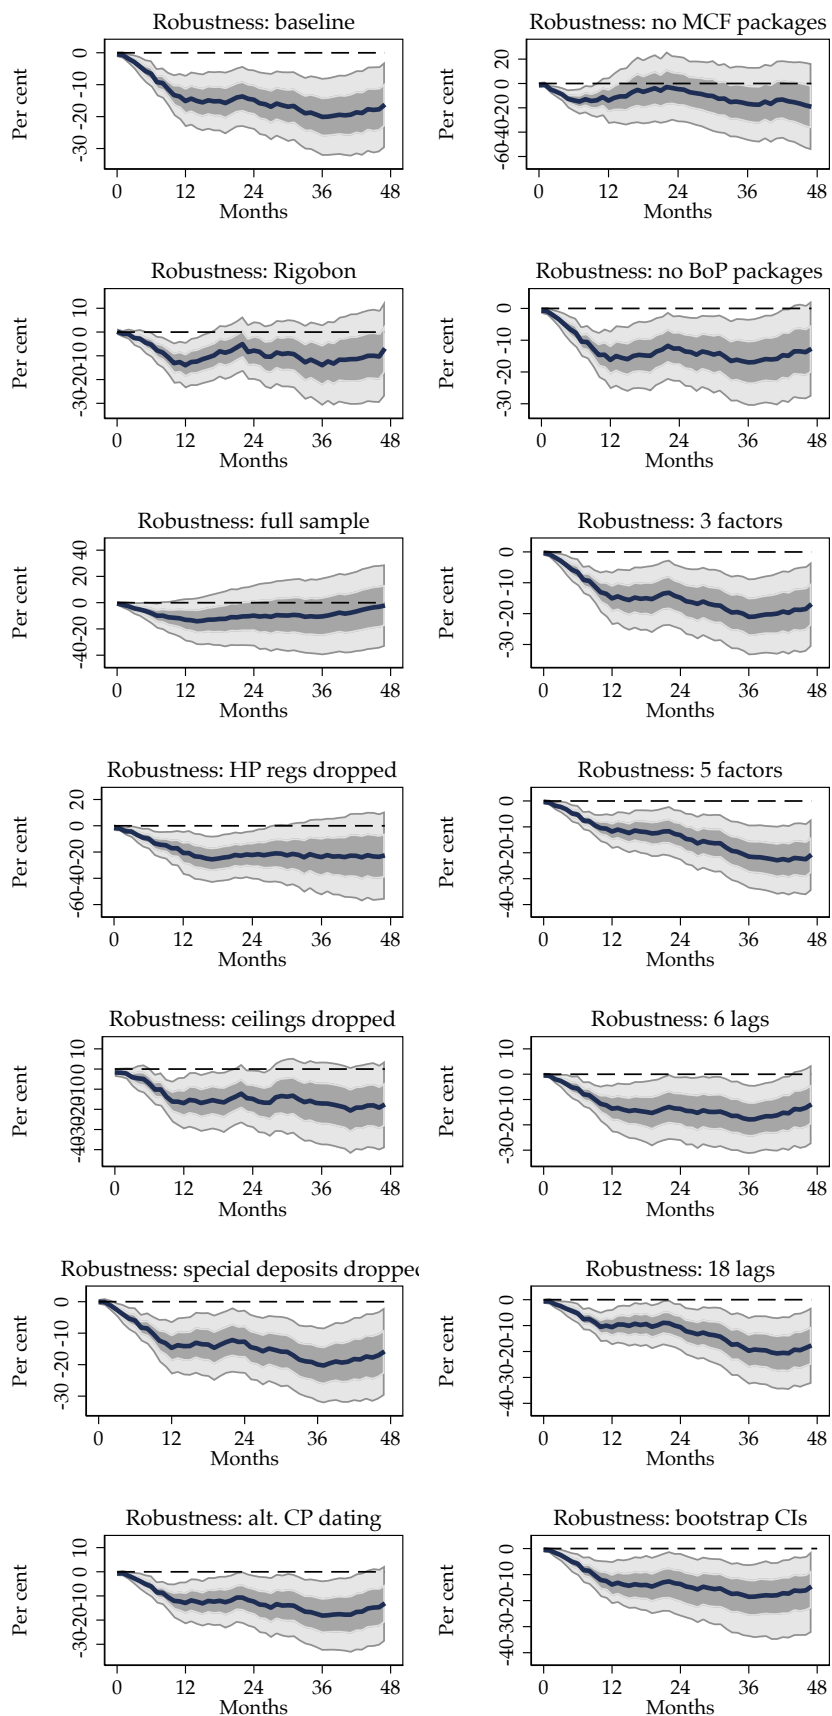 Robustness: baseline
Per cent
0
-10
-20
-30
0 12 24 36 48
Months
Robustness: no MCF packages
20
0
-20
-40
-60
0 12 24 36 48
Months
Robustness: Rigobon
Per cent
10
0
-10
-20
-30
0 12 24 36 48
Months
Robustness: no BoP packages
Per cent
0
-10
-20
-30
0 12 24 36 48
Months
Robustness: full sample
Per cent
40
20
0
-20
-40
0 12 24 36 48
Months
Robustness: 3 factors
Per cent
0
-10
-20
-30
0 12 24 36 48
Months
Robustness: HP regs dropped
Per cent
20
0
-20
-40
-60
0 12 24 36 48
Months
Robustness: 5 factors
Per cent
0
-10
-20
-30
-40
0 12 24 36 48
Months
Robustness: ceilings dropped
Per cent
10
0
-10
-20
-30
-40
0 12 24 36 48
Months
Robustness: 6 lags
Per cent
10
0
-10
-20
-30
0 12 24 36 48
Months
Robustness: special deposits dropped
Per cent
0
-10
-20
-30
0 12 24 36 48
Months
Robustness: 18 lags
Per cent
0
-10
-20
-30
-40
0 12 24 36 48
Months
Robustness: alt. CP dating
Per cent
10
0
-10
-20
-30
0 12 24 36 48
Months
Robustness: bootstrap CIs
Per cent
0
-10
-20
-30
-40
0 12 24 36 48
Months
Per cent